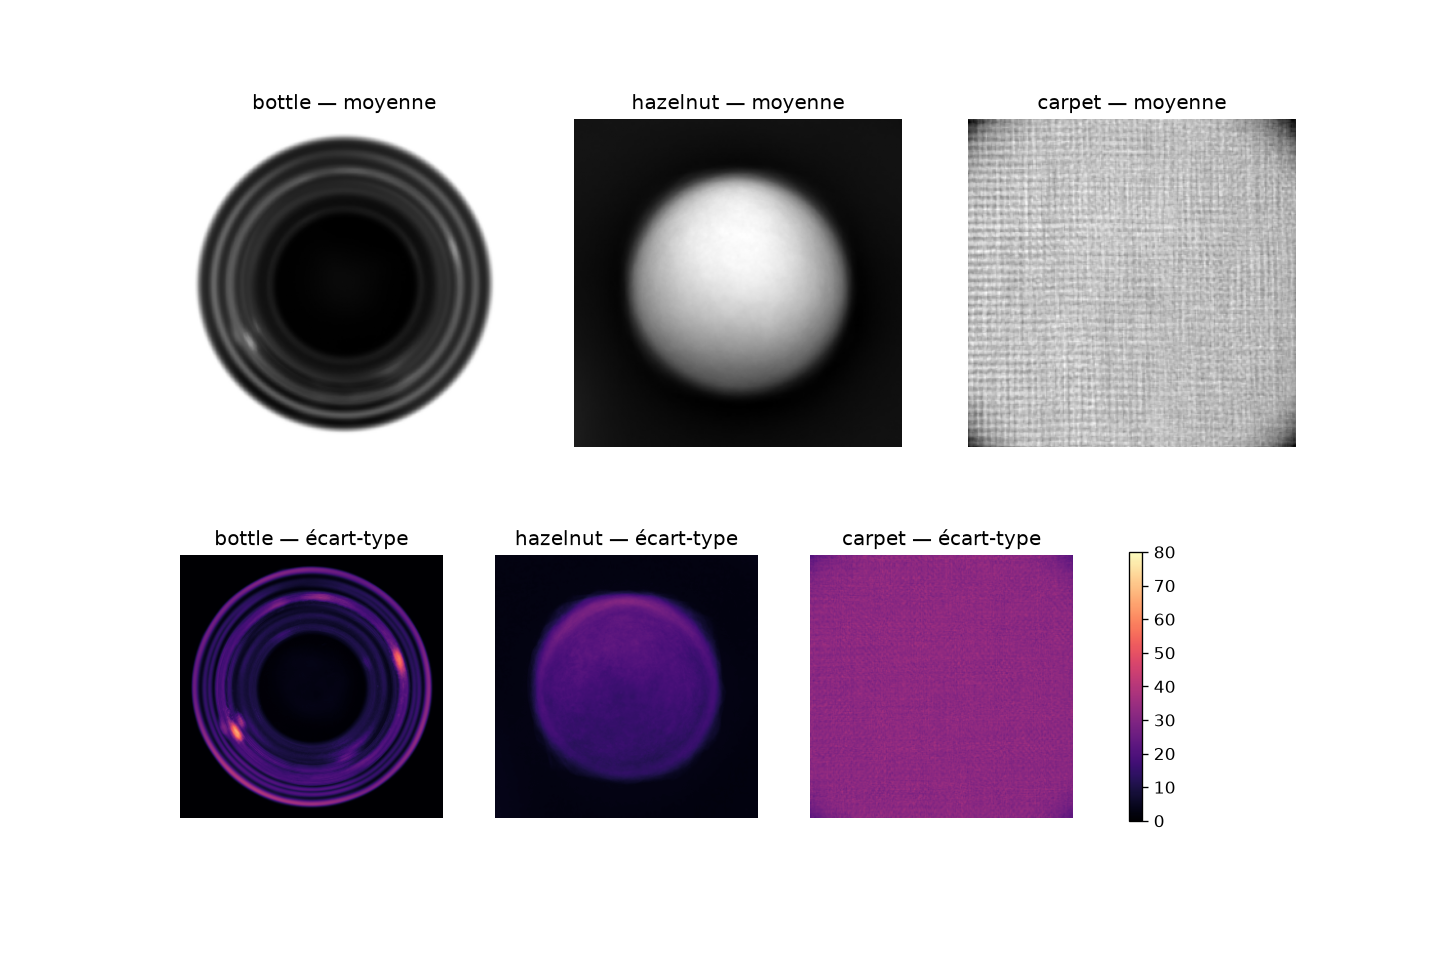 bottle — moyenne
hazelnut — moyenne
carpet — moyenne
bottle — écart-type
hazelnut — écart-type
carpet — écart-type
80
70
60
50
40
30
20
10
0